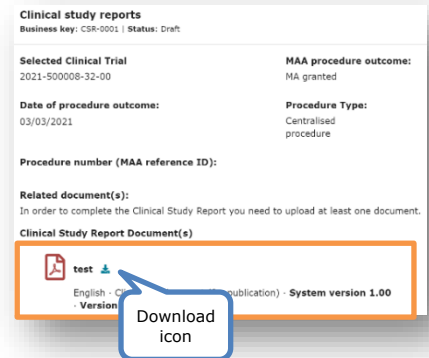 Clinical study reports
Business key: CSR-0001 | Status: Draft
Selected Clinical Trial
2021-500008-32-00
MAA procedure outcome:
MA granted
Date of procedure outcome:
03/03/2021
Procedure Type:
Centralised
procedure
Procedure number (MAA reference ID):
Related document(s):
In order to complete the Clinical Study Report you need to upload at least one document.
Clinical Study Report Document(s)
test
English · publication) · System version 1.00
· Version
Download
icon